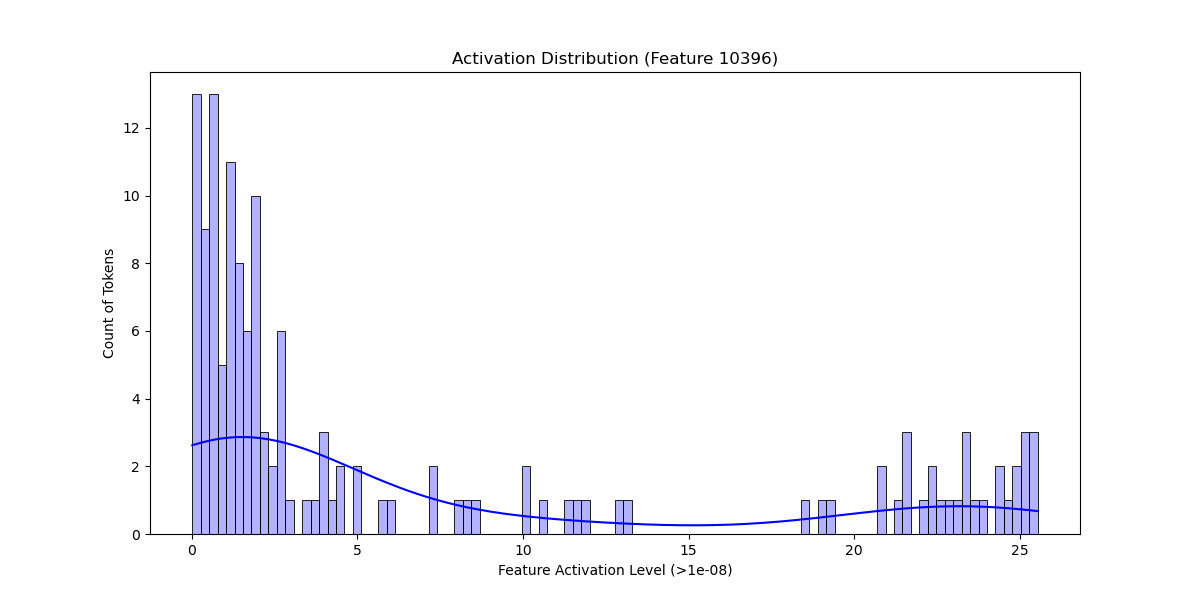 Activation Distribution (Feature 10396)
12
10
8
6
4
2
0
Count of Tokens
0 5 10 15 20 25
Feature Activation Level (>1e-08)